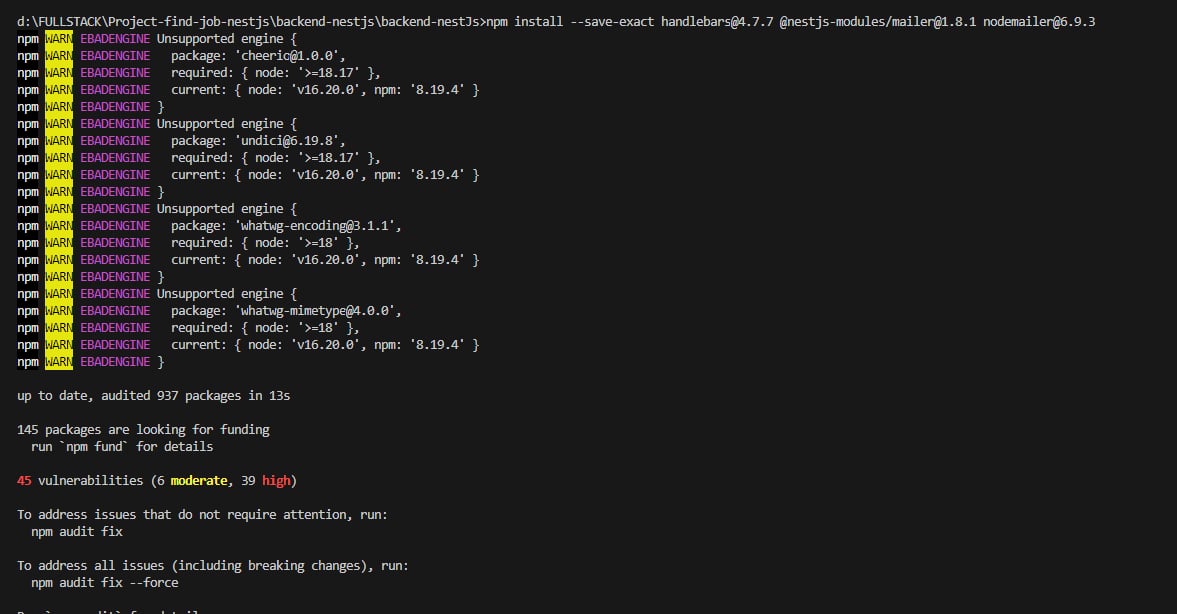 d:\FULLSTACK\Project-find-job-nestjs\backend-nestjs\backend-nestJs>npm install --save-exact handlebars@4.7.7 @nestjs-modules/mailer@1.8.1 nodemailer@6.9.3
npm WARN EBADENGINE Unsupported engine {
npm WARN EBADENGINE   package: 'cheerio@1.0.0',
npm WARN EBADENGINE   required: { node: '>=18.17' },
npm WARN EBADENGINE   current: { node: 'v16.20.0', npm: '8.19.4' }
npm WARN EBADENGINE }
npm WARN EBADENGINE Unsupported engine {
npm WARN EBADENGINE   package: 'undici@6.19.8',
npm WARN EBADENGINE   required: { node: '>=18.17' },
npm WARN EBADENGINE   current: { node: 'v16.20.0', npm: '8.19.4' }
npm WARN EBADENGINE }
npm WARN EBADENGINE Unsupported engine {
npm WARN EBADENGINE   package: 'whatwg-encoding@3.1.1',
npm WARN EBADENGINE   required: { node: '>=18' },
npm WARN EBADENGINE   current: { node: 'v16.20.0', npm: '8.19.4' }
npm WARN EBADENGINE }
npm WARN EBADENGINE Unsupported engine {
npm WARN EBADENGINE   package: 'whatwg-mimetype@4.0.0',
npm WARN EBADENGINE   required: { node: '>=18' },
npm WARN EBADENGINE   current: { node: 'v16.20.0', npm: '8.19.4' }
npm WARN EBADENGINE }
up to date, audited 937 packages in 13s
145 packages are looking for funding
  run `npm fund` for details
45 vulnerabilities (6 moderate, 39 high)
To address issues that do not require attention, run:
  npm audit fix
To address all issues (including breaking changes), run:
  npm audit fix --force